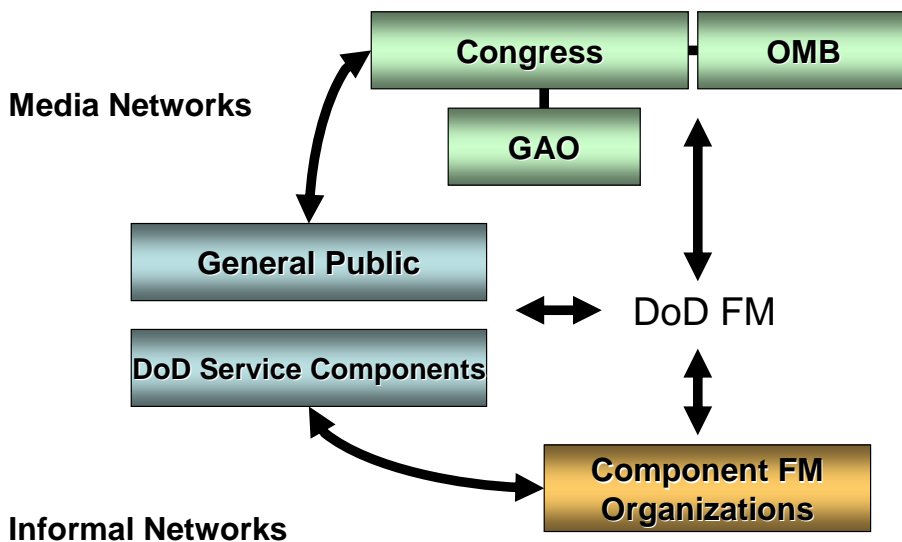 Congress
OMB
Media Networks
GAO
General Public
DoD FM
DoD Service Components
Component FM
Organizations
Informal Networks